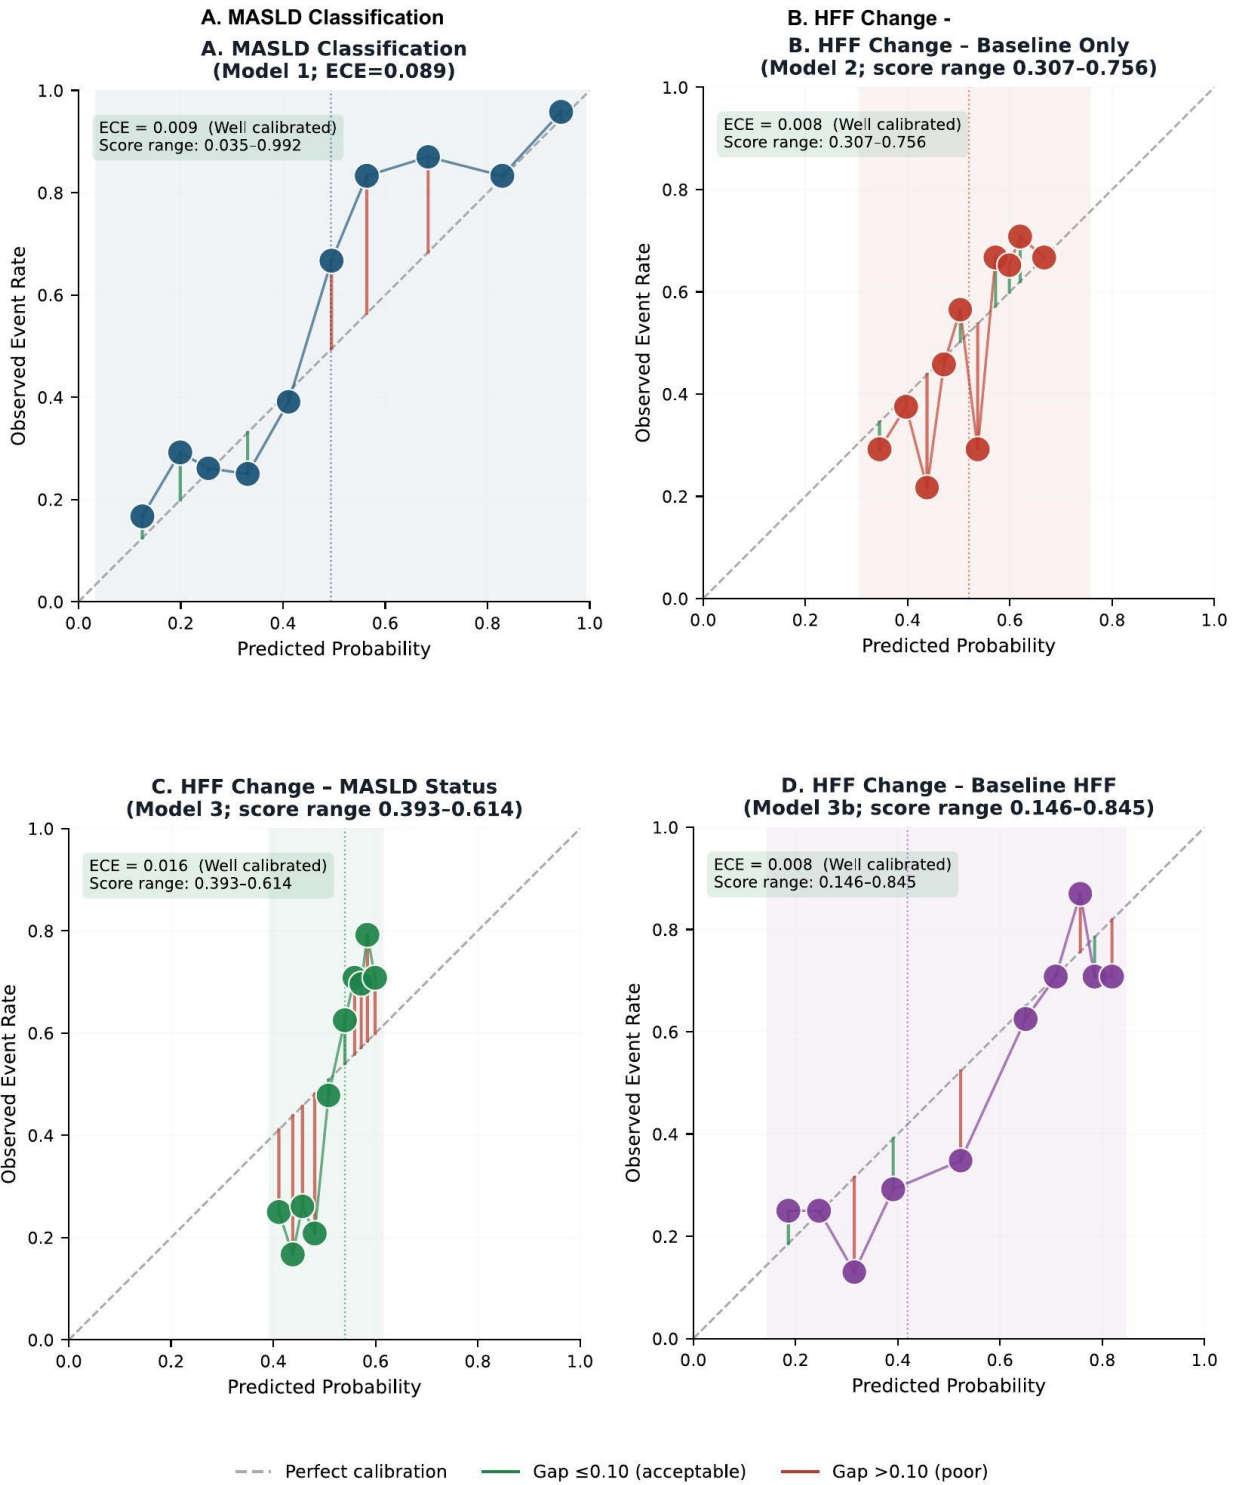 A. MASLD Classification
A. MASLD Classification
(Model 1; ECE=0.089)
ECE = 0.009  (Well calibrated)
Score range: 0.035–0.992
1.0
0.8
0.6
0.4
0.2
0.0
Observed Event Rate
0.0 0.2 0.4 0.6 0.8 1.0
Predicted Probability
B. HFF Change -
B. HFF Change – Baseline Only
(Model 2; score range 0.307–0.756)
ECE = 0.008  (Well calibrated)
Score range: 0.307–0.756
1.0
0.8
0.6
0.4
0.2
0.0
Observed Event Rate
0.0 0.2 0.4 0.6 0.8 1.0
Predicted Probability
C. HFF Change – MASLD Status
(Model 3; score range 0.393–0.614)
ECE = 0.016  (Well calibrated)
Score range: 0.393–0.614
1.0
0.8
0.6
0.4
0.2
0.0
Observed Event Rate
0.0 0.2 0.4 0.6 0.8 1.0
Predicted Probability
D. HFF Change – Baseline HFF
(Model 3b; score range 0.146–0.845)
ECE = 0.008  (Well calibrated)
Score range: 0.146–0.845
1.0
0.8
0.6
0.4
0.2
0.0
Observed Event Rate
0.0 0.2 0.4 0.6 0.8 1.0
Predicted Probability
Perfect calibration
Gap ≤0.10 (acceptable)
Gap >0.10 (poor)